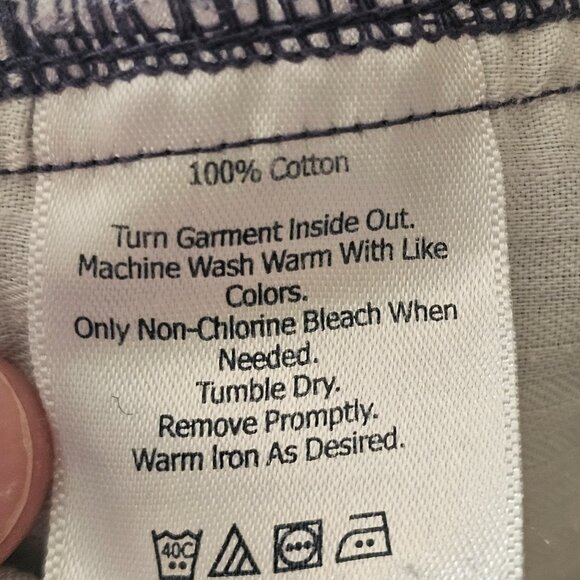 100% Cotton
Turn Garment Inside Out.
Machine Wash Warm With Like
Colors.
Only Non-Chlorine Bleach When
Needed.
Tumble Dry.
Remove Promptly.
Warm Iron As Desired.
40C